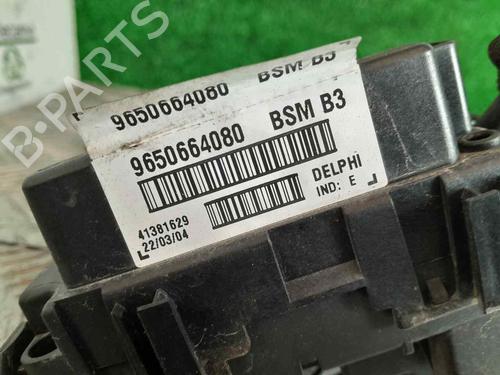 9650664080 BSM B3
9650664080 BSM B3
41381629
22/03/04
DELPHI
IND: E
B-PARTS